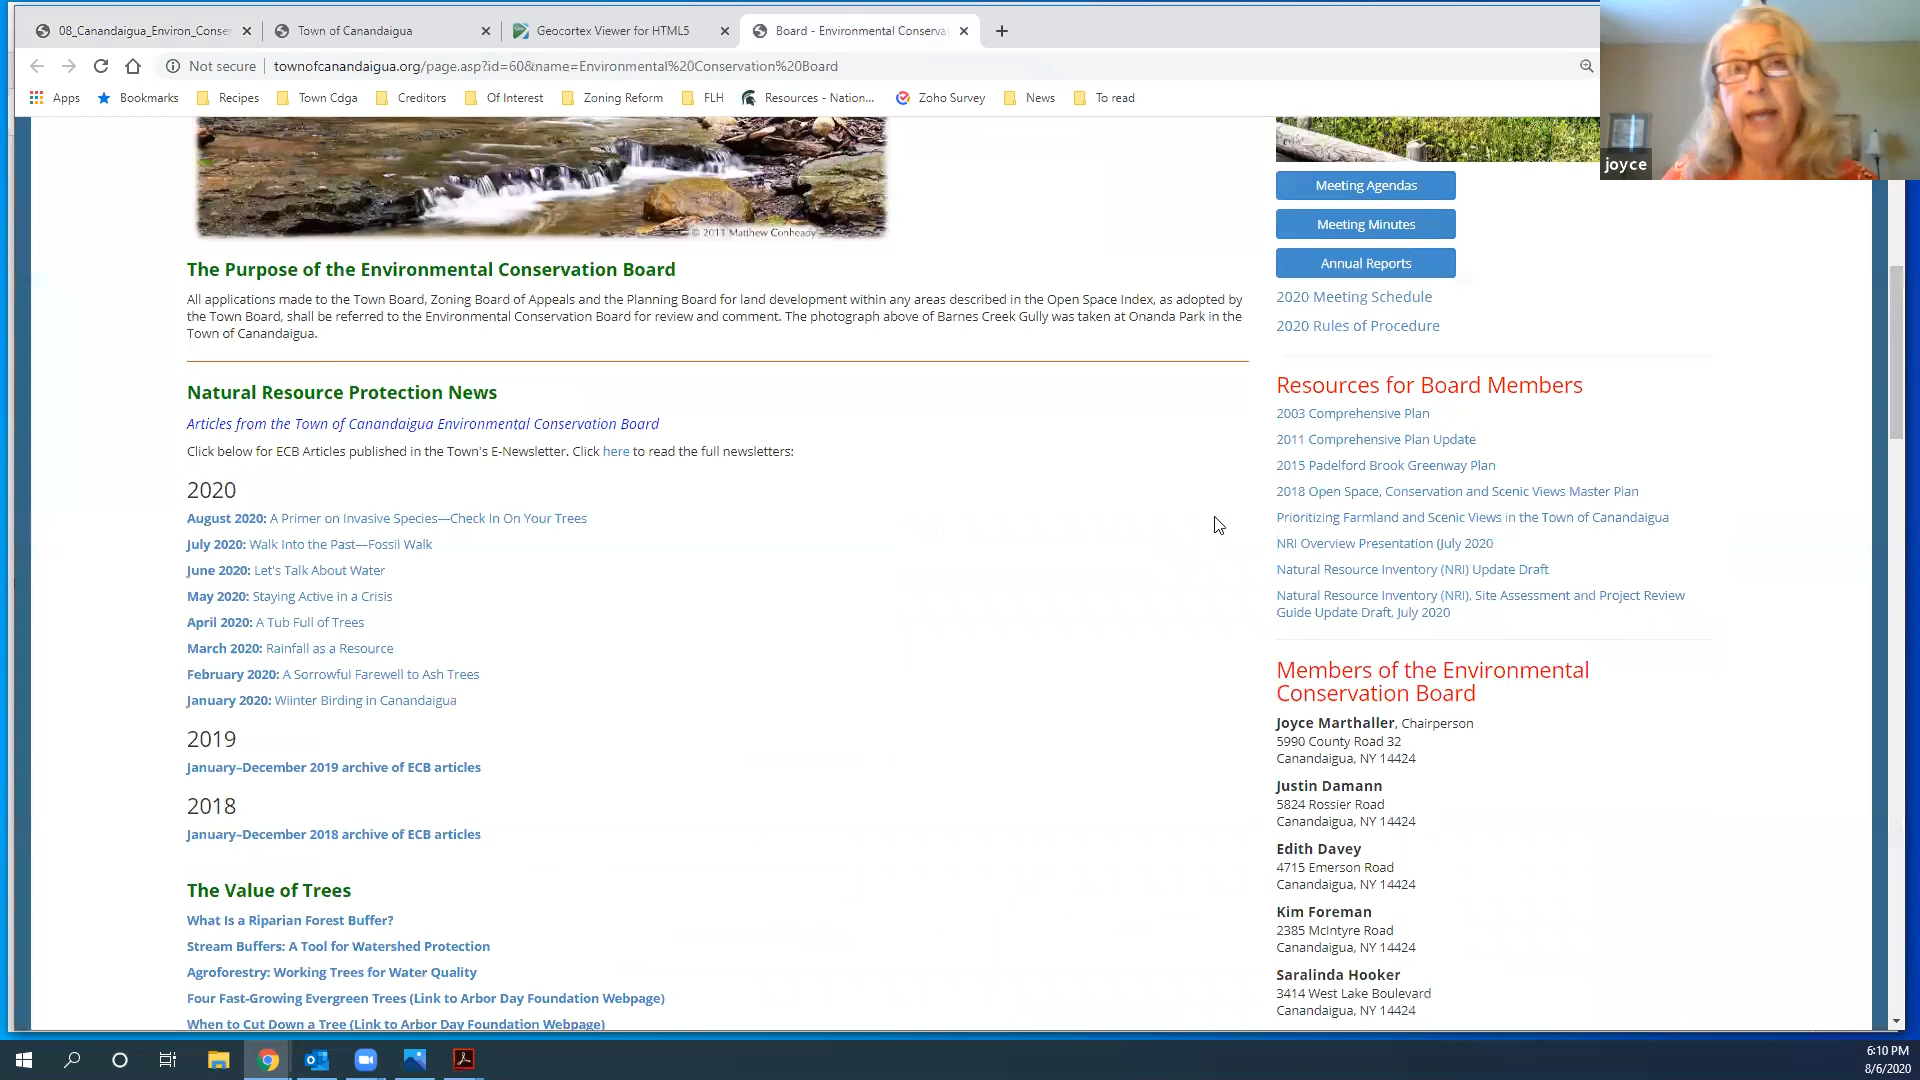 08_Canandaigua_Environ_Conse
Town of Canandaigua
Geocortex Viewer for HTML5
Board - Environmental Conserva
Not secure
townofcanandaigua.org/page.asp?id=60&name=Environmental%20Conservation%20Board
Apps
Bookmarks
Recipes
Town Cdga
Creditors
Of Interest
Zoning Reform
FLH
Resources - Nation...
Zoho Survey
News
To read
joyce
© 2011 Matthew Conheady
The Purpose of the Environmental Conservation Board
All applications made to the Town Board, Zoning Board of Appeals and the Planning Board for land development within any areas described in the Open Space Index, as adopted by
the Town Board, shall be referred to the Environmental Conservation Board for review and comment. The photograph above of Barnes Creek Gully was taken at Onanda Park in the
Town of Canandaigua.
Natural Resource Protection News
Articles from the Town of Canandaigua Environmental Conservation Board
Click below for ECB Articles published in the Town's E-Newsletter. Click here to read the full newsletters:
2020
August 2020: A Primer on Invasive Species—Check In On Your Trees
July 2020: Walk Into the Past—Fossil Walk
June 2020: Let's Talk About Water
May 2020: Staying Active in a Crisis
April 2020: A Tub Full of Trees
March 2020: Rainfall as a Resource
February 2020: A Sorrowful Farewell to Ash Trees
January 2020: Wiinter Birding in Canandaigua
2019
January–December 2019 archive of ECB articles
2018
January–December 2018 archive of ECB articles
The Value of Trees
What Is a Riparian Forest Buffer?
Stream Buffers: A Tool for Watershed Protection
Agroforestry: Working Trees for Water Quality
Four Fast-Growing Evergreen Trees (Link to Arbor Day Foundation Webpage)
When to Cut Down a Tree (Link to Arbor Day Foundation Webpage)
Meeting Agendas
Meeting Minutes
Annual Reports
2020 Meeting Schedule
2020 Rules of Procedure
Resources for Board Members
2003 Comprehensive Plan
2011 Comprehensive Plan Update
2015 Padelford Brook Greenway Plan
2018 Open Space, Conservation and Scenic Views Master Plan
Prioritizing Farmland and Scenic Views in the Town of Canandaigua
NRI Overview Presentation (July 2020
Natural Resource Inventory (NRI) Update Draft
Natural Resource Inventory (NRI), Site Assessment and Project Review
Guide Update Draft, July 2020
Members of the Environmental
Conservation Board
Joyce Marthaller, Chairperson
5990 County Road 32
Canandaigua, NY 14424
Justin Damann
5824 Rossier Road
Canandaigua, NY 14424
Edith Davey
4715 Emerson Road
Canandaigua, NY 14424
Kim Foreman
2385 McIntyre Road
Canandaigua, NY 14424
Saralinda Hooker
3414 West Lake Boulevard
Canandaigua, NY 14424
6:10 PM
8/6/2020